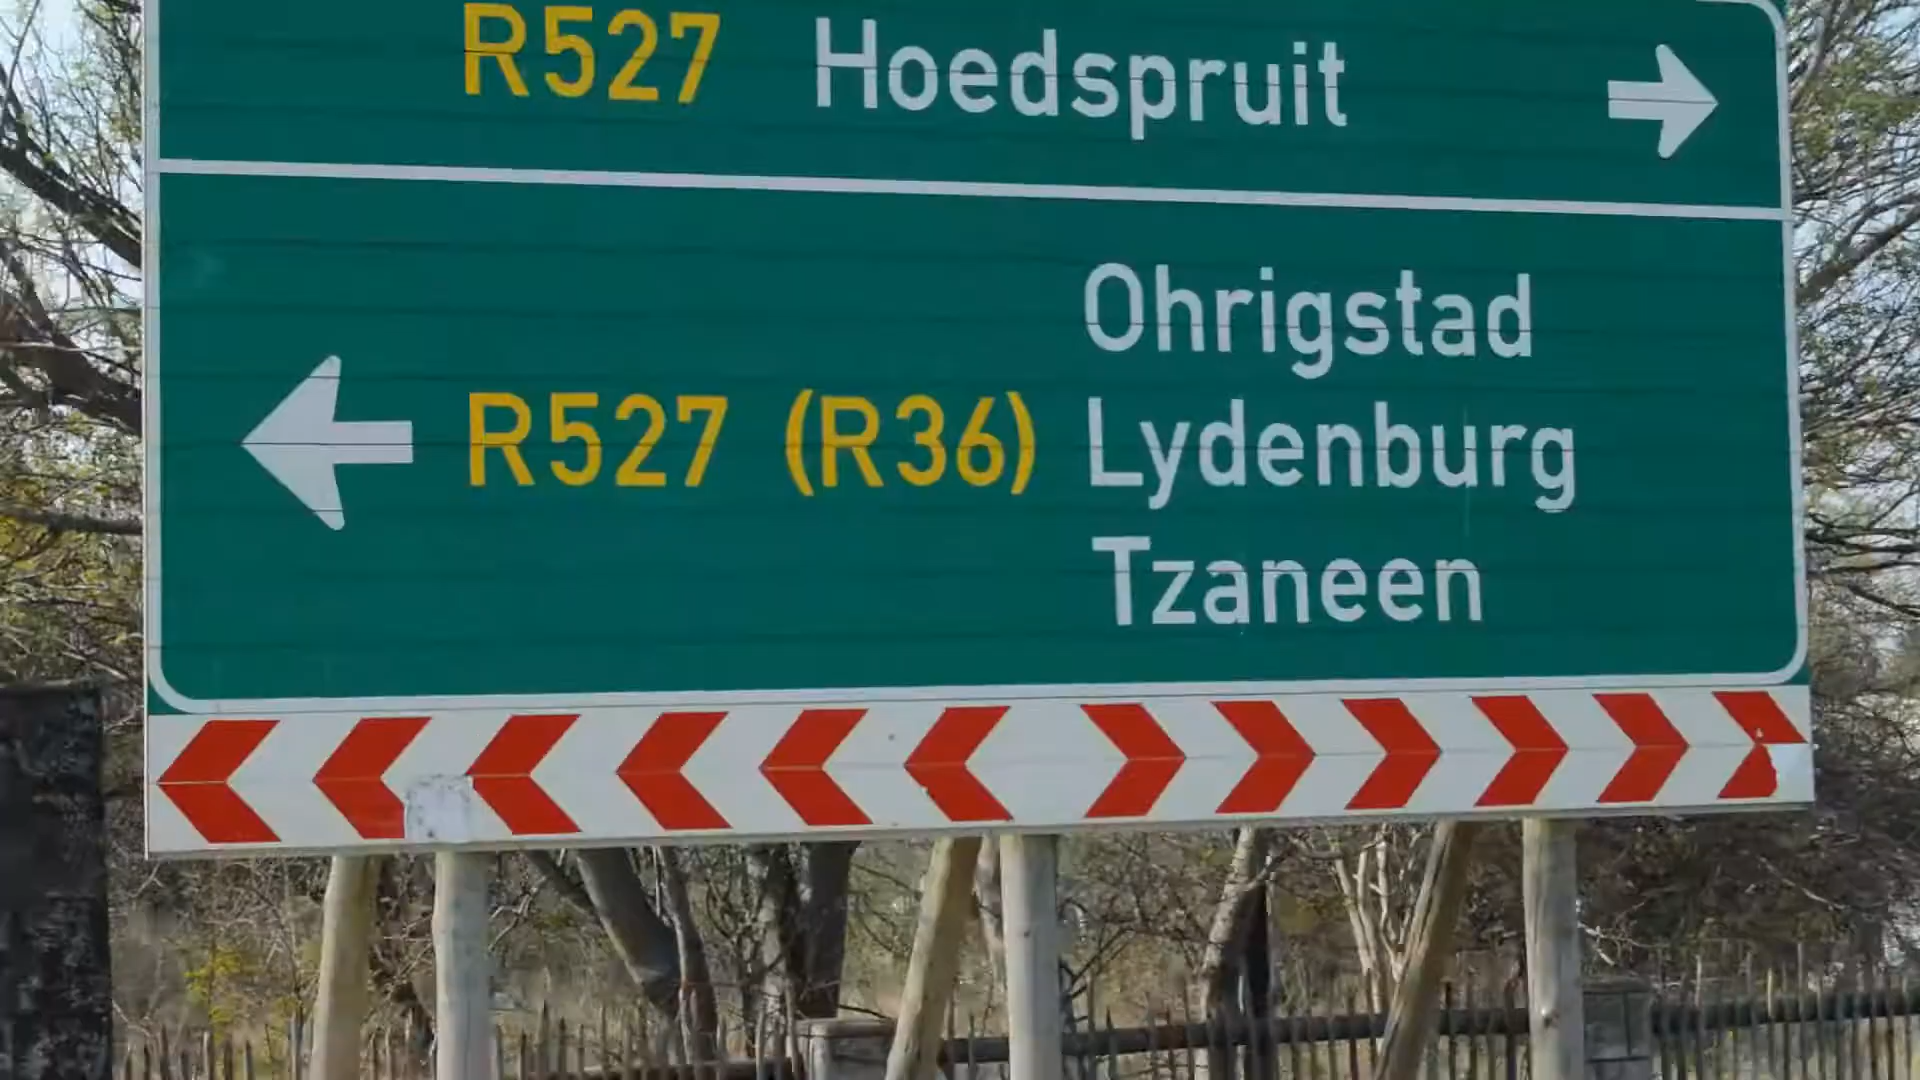 R527 Hoedspruit
Ohrigstad
R527 (R36) Lydenburg
Tzaneen